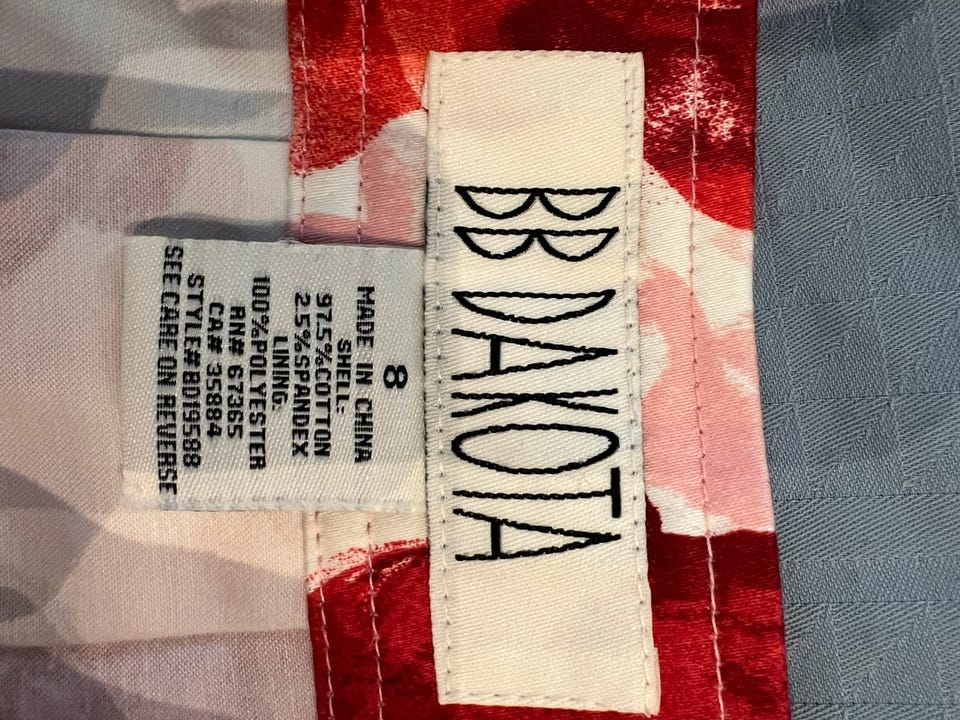 BB DAKOTA
8
MADE IN CHINA
SHELL:
97.5%COTTON
2.5%SPANDEX
LINING:
100%POLYESTER
RN# 67365
CA# 35884
STYLE#8D19588
SEE CARE ON REVERSE